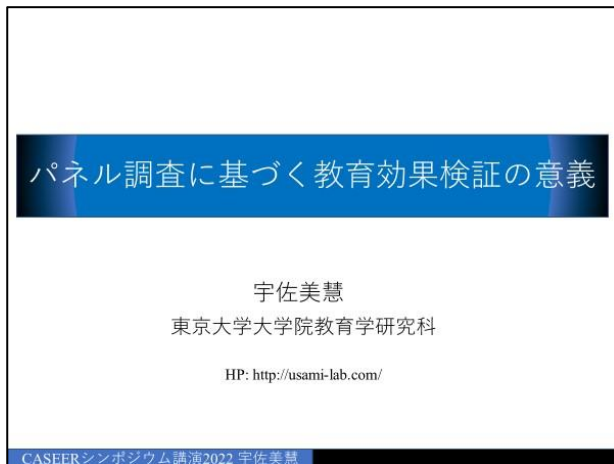 パネル調査に基づく教育効果検証の意義
宇佐美慧
東京大学大学院教育学研究科
HP: http://usami-lab.com/
CASEERシンポジウム講演2022 宇佐美慧